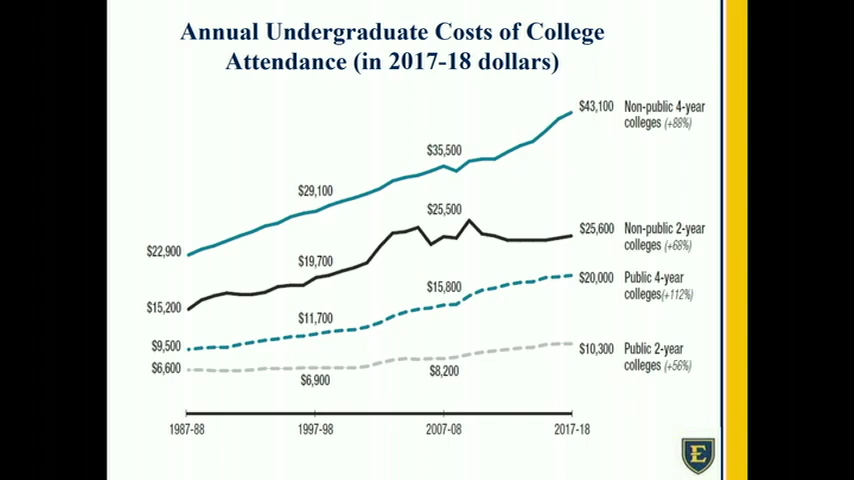 Annual Undergraduate Costs of College
Attendance (in 2017-18 dollars)
$43,100
Non-public 4-year
colleges (+88%)
$35,500
$29,100
$22,900
$25,500
$25,600
Non-public 2-year
colleges (+68%)
$19,700
$15,200
$15,800
$20,000
Public 4-year
colleges(+112%)
$11,700
$9,500
$10,300
Public 2-year
colleges (+56%)
$6,600
$6,900
$8,200
1987-88
1997-98
2007-08
2017-18
E